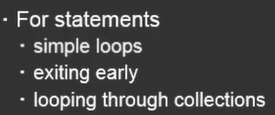 · For statements
· simple loops
· exiting early
· looping through collections